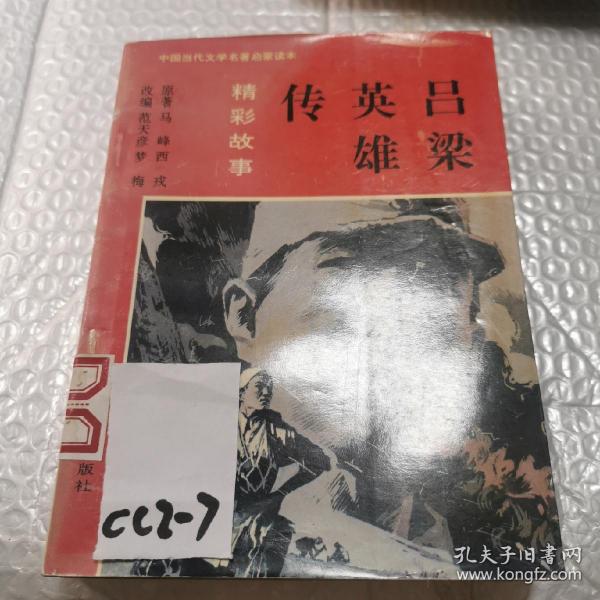 中国当代文学名著启蒙读本
吕梁
英雄
传
精彩故事
原著 马峰 西戎
改编 范天彦 梦梅
版社
CC2-7
孔夫子旧书网
www.kongfz.com